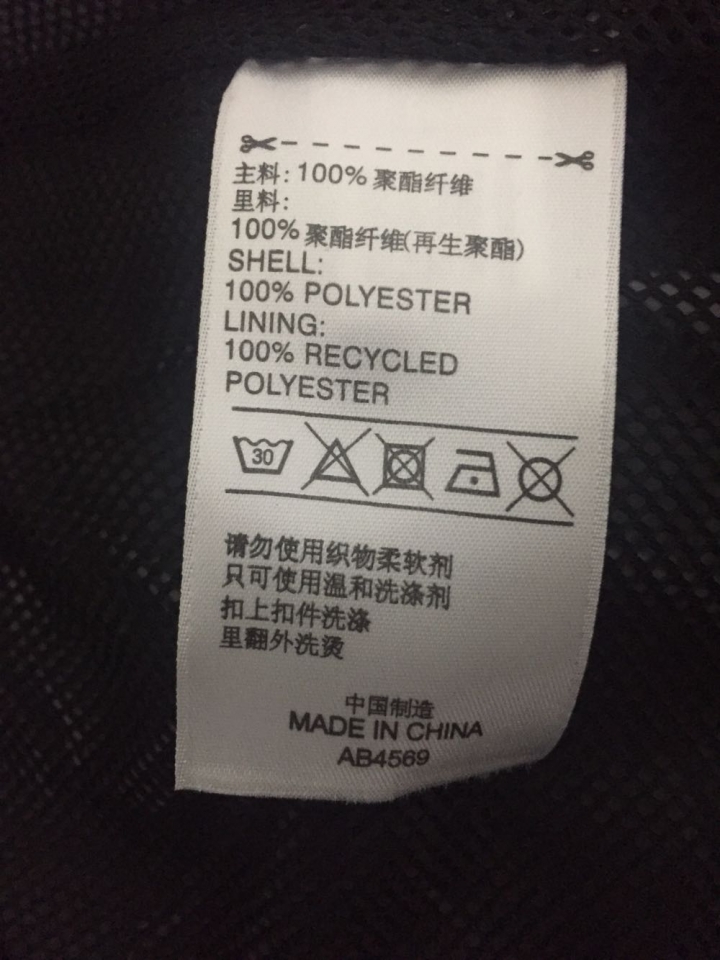 主料: 100% 聚酯纤维
里料:
100% 聚酯纤维(再生聚酯)
SHELL:
100% POLYESTER
LINING:
100% RECYCLED
POLYESTER
30
请勿使用织物柔软剂
只可使用温和洗涤剂
扣上扣件洗涤
里翻外洗烫
中国制造
MADE IN CHINA
AB4569